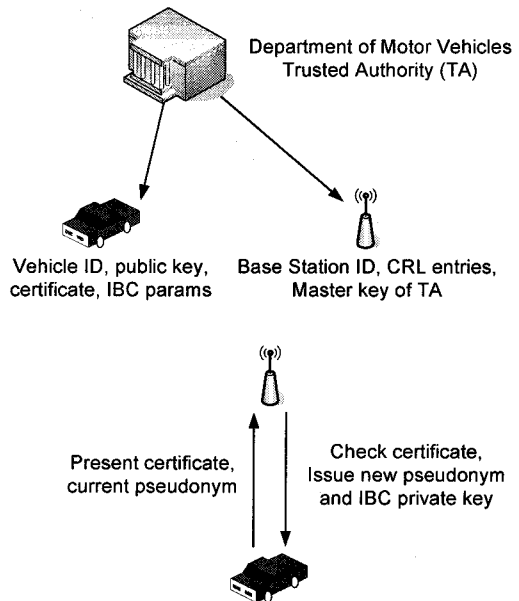 Department of Motor Vehicles
Trusted Authority (TA)
Vehicle ID, public key,
certificate, IBC params
Base Station ID, CRL entries,
Master key of TA
Present certificate,
current pseudonym
Check certificate,
Issue new pseudonym
and IBC private key